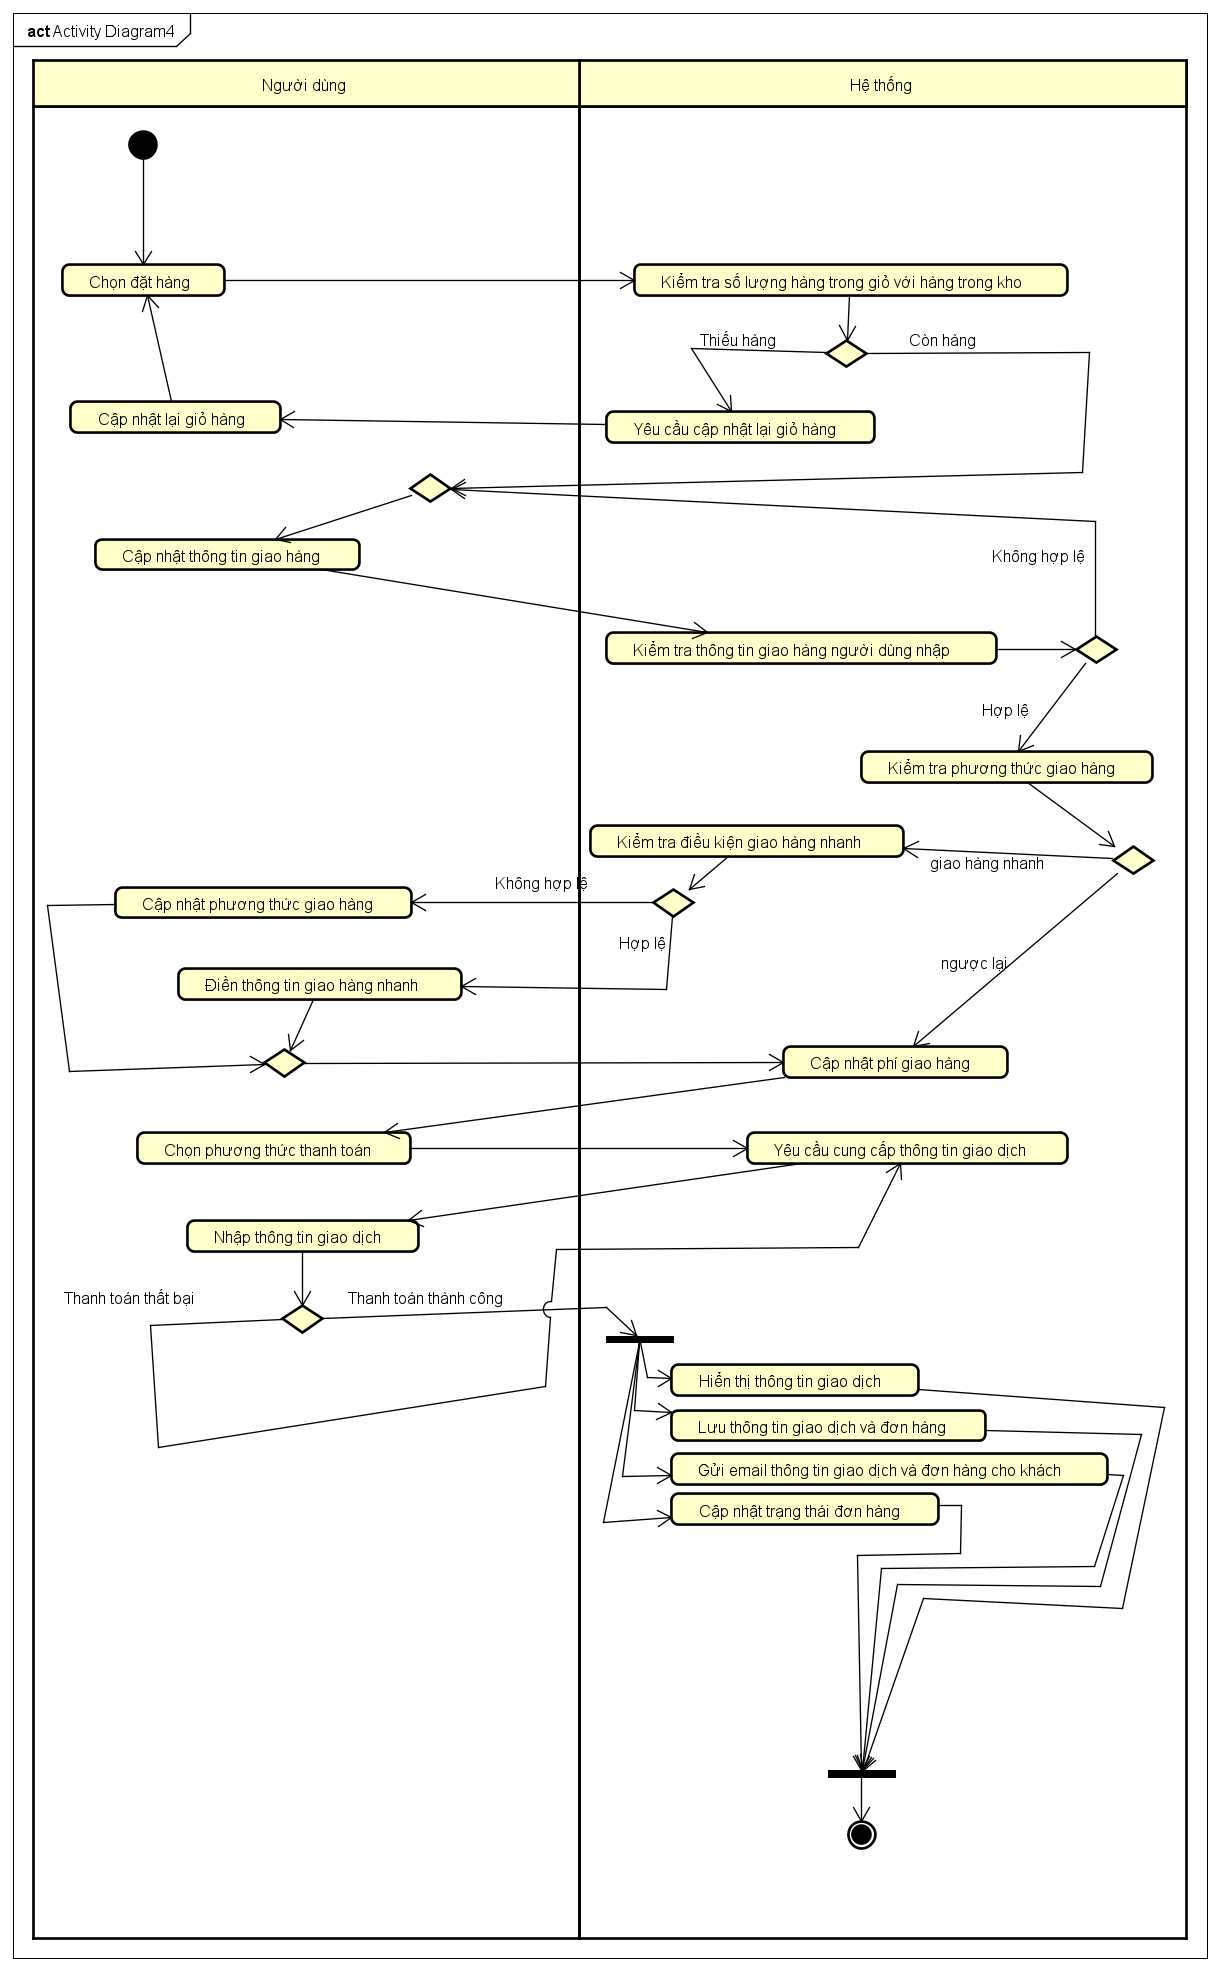 act Activity Diagram4
Người dùng
Hệ thống
Chọn đặt hàng
Kiểm tra số lượng hàng trong giỏ với hàng trong kho
Thiếu hàng
Còn hàng
Cập nhật lại giỏ hàng
Yêu cầu cập nhật lại giỏ hàng
Cập nhật thông tin giao hàng
Không hợp lệ
Kiểm tra thông tin giao hàng người dùng nhập
Hợp lệ
Kiểm tra phương thức giao hàng
Kiểm tra điều kiện giao hàng nhanh
giao hàng nhanh
Không hợp lệ
Cập nhật phương thức giao hàng
Hợp lệ
ngược lại
Điền thông tin giao hàng nhanh
Cập nhật phí giao hàng
Chọn phương thức thanh toán
Yêu cầu cung cấp thông tin giao dịch
Nhập thông tin giao dịch
Thanh toán thất bại
Thanh toán thành công
Hiển thị thông tin giao dịch
Lưu thông tin giao dịch và đơn hàng
Gửi email thông tin giao dịch và đơn hàng cho khách
Cập nhật trạng thái đơn hàng